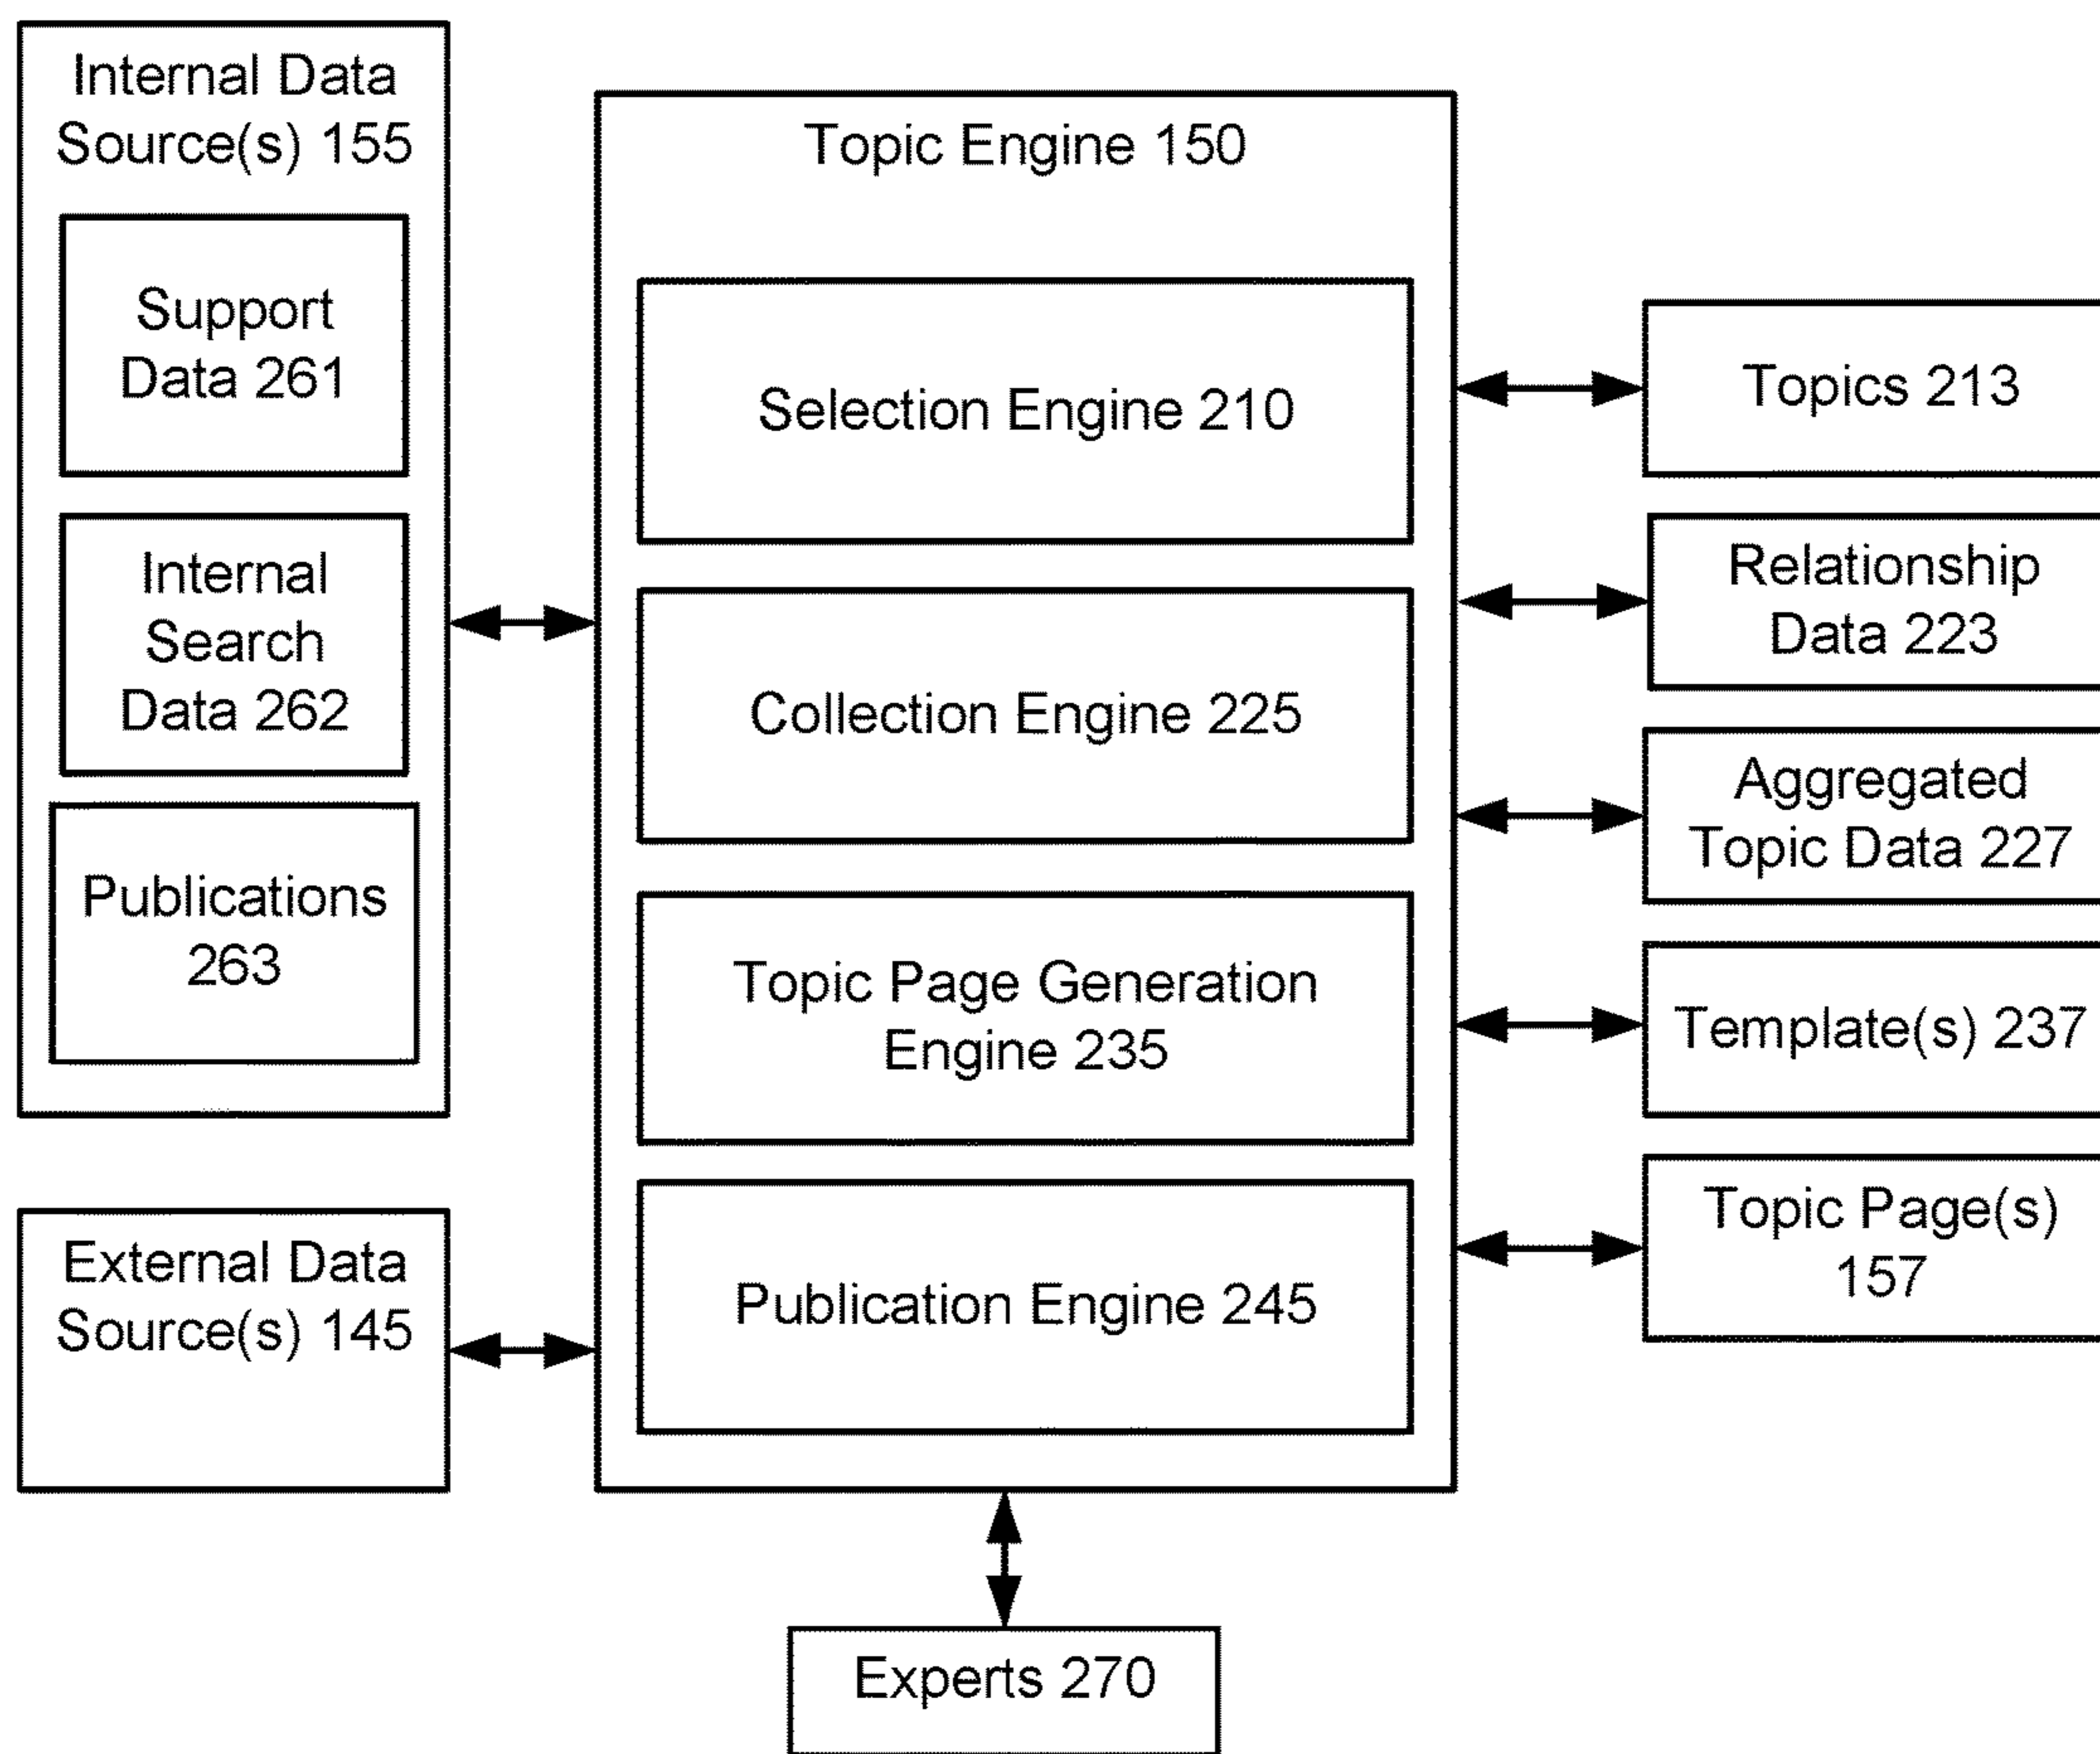 Internal Data
Source(s) 155
Support
Data 261
Internal
Search
Data 262
Publications
263
External Data
Source(s) 145
Topic Engine 150
Selection Engine 210
Collection Engine 225
Topic Page Generation
Engine 235
Publication Engine 245
Topics 213
Relationship
Data 223
Aggregated
Topic Data 227
Template(s) 237
Topic Page(s)
157
Experts 270